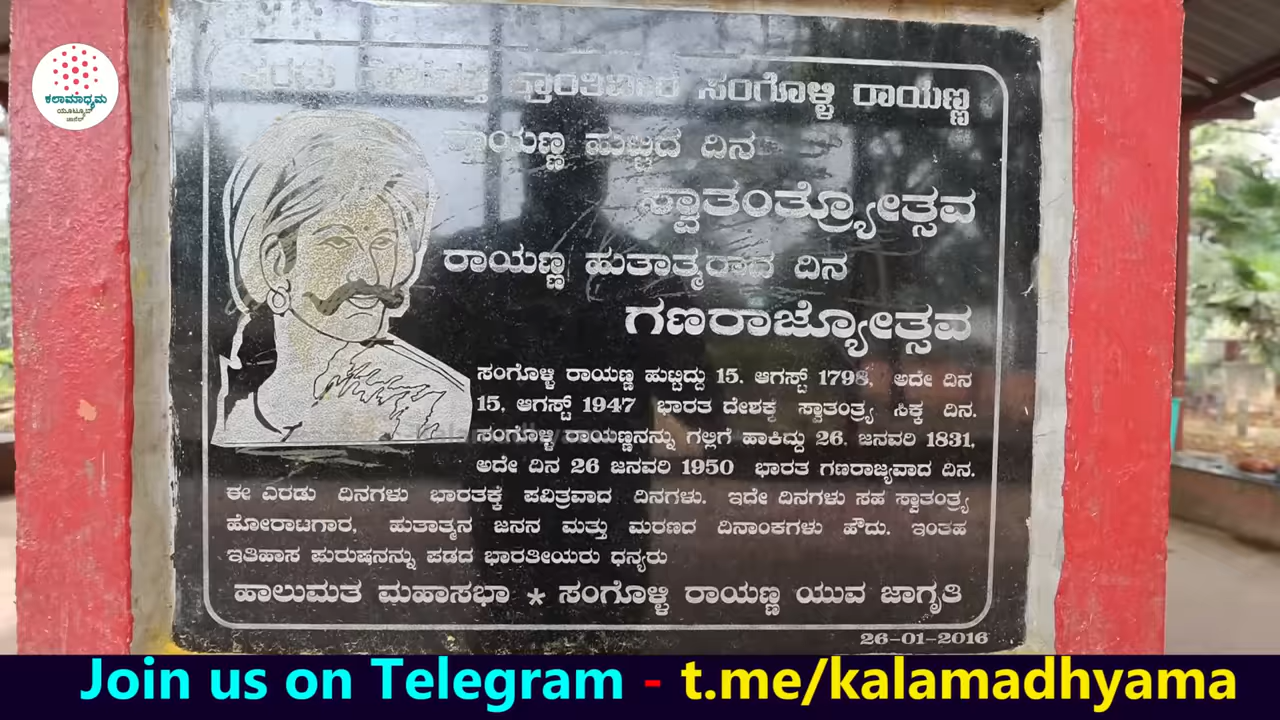 ಕಲಾಮಾಧ್ಯಮ
ಯೂಟ್ಯೂಬ್
ಚಾನೆಲ್
ಕ್ರಾಂತಿವೀರ ಸಂಗೊಳ್ಳಿ ರಾಯಣ್ಣ
ರಾಯಣ್ಣ ಹುಟ್ಟಿದ ದಿನ
ಸ್ವಾತಂತ್ರ್ಯೋತ್ಸವ
ರಾಯಣ್ಣ ಹುತಾತ್ಮರಾದ ದಿನ
ಗಣರಾಜ್ಯೋತ್ಸವ
ಸಂಗೊಳ್ಳಿ ರಾಯಣ್ಣ ಹುಟ್ಟಿದ್ದು 15. ಆಗಸ್ಟ್ 1798, ಅದೇ ದಿನ
15, ಆಗಸ್ಟ್ 1947 ಭಾರತ ದೇಶಕ್ಕೆ ಸ್ವಾತಂತ್ರ್ಯ ಸಿಕ್ಕ ದಿನ.
ಸಂಗೊಳ್ಳಿ ರಾಯಣ್ಣನನ್ನು ಗಲ್ಲಿಗೆ ಹಾಕಿದ್ದು 26. ಜನವರಿ 1831,
ಅದೇ ದಿನ 26 ಜನವರಿ 1950 ಭಾರತ ಗಣರಾಜ್ಯವಾದ ದಿನ.
ಈ ಎರಡು ದಿನಗಳು ಭಾರತಕ್ಕೆ ಪವಿತ್ರವಾದ ದಿನಗಳು. ಇದೇ ದಿನಗಳು ಸಹ ಸ್ವಾತಂತ್ರ್ಯ
ಹೋರಾಟಗಾರ, ಹುತಾತ್ಮನ ಜನನ ಮತ್ತು ಮರಣದ ದಿನಾಂಕಗಳು ಹೌದು. ಇಂತಹ
ಇತಿಹಾಸ ಪುರುಷನನ್ನು ಪಡದ ಭಾರತೀಯರು ಧನ್ಯರು
ಹಾಲುಮತ ಮಹಾಸಭಾ * ಸಂಗೊಳ್ಳಿ ರಾಯಣ್ಣ ಯುವ ಜಾಗೃತಿ
26-01-2016
Join us on Telegram - t.me/kalamadhyama